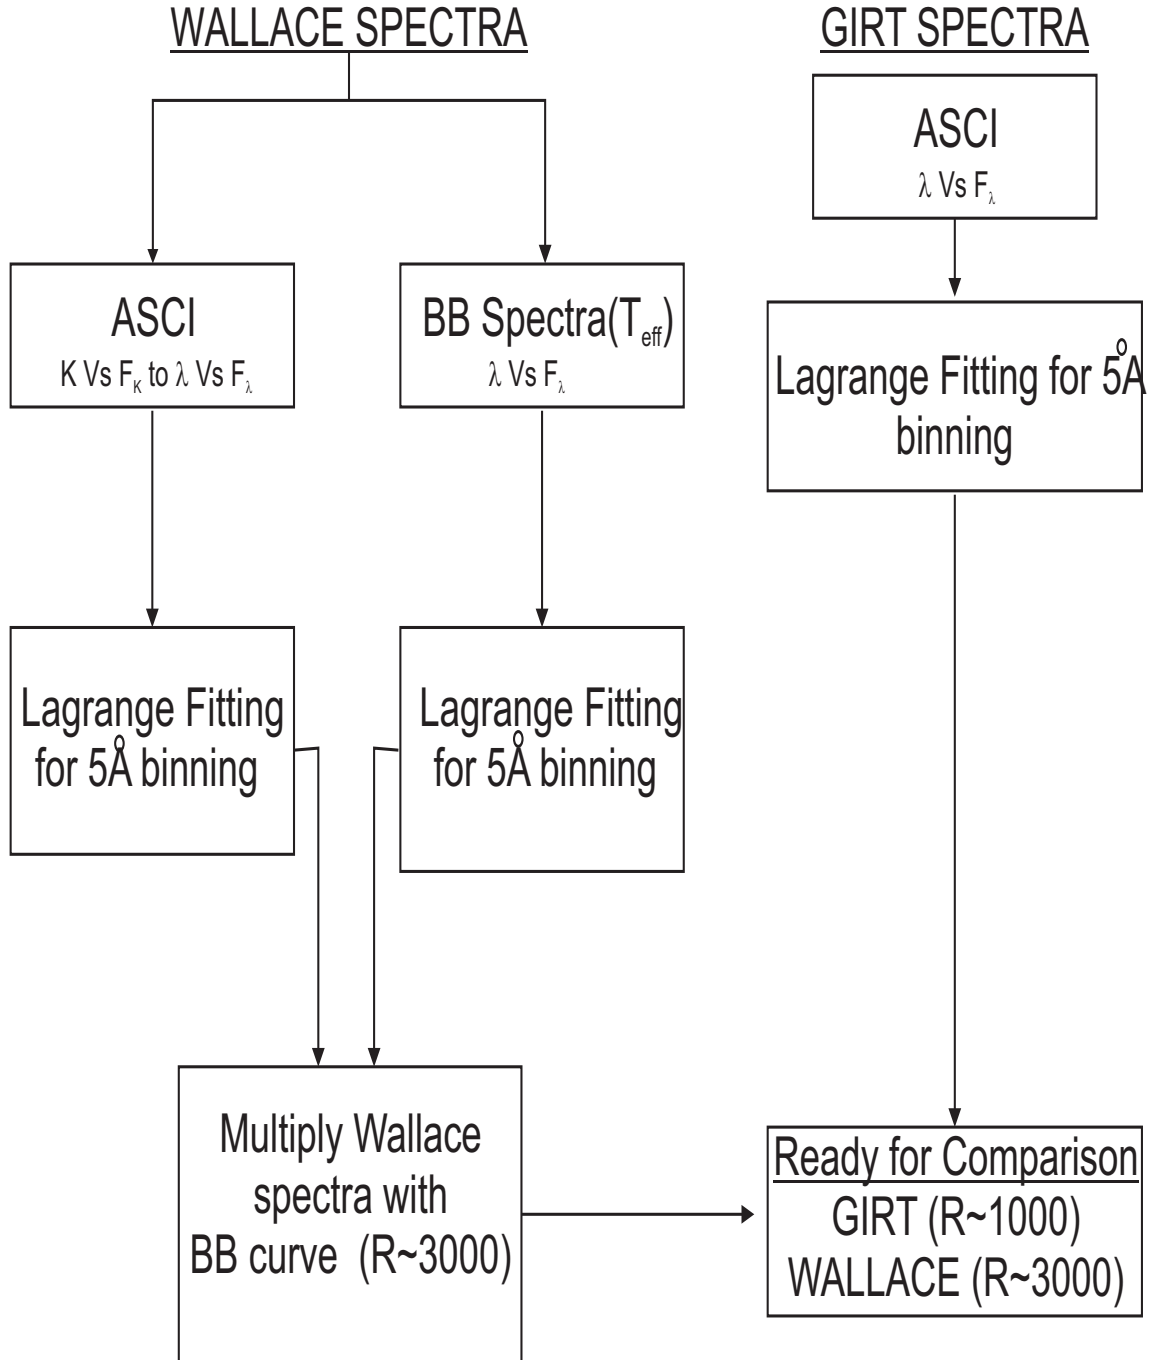 WALLACE SPECTRA
GIRT SPECTRA
ASCI
λ Vs F_λ
ASCI
K Vs F_K to λ Vs F_λ
BB Spectra(T_eff)
λ Vs F_λ
Lagrange Fitting for 5Å
binning
Lagrange Fitting
for 5Å binning
Lagrange Fitting
for 5Å binning
Multiply Wallace
spectra with
BB curve (R~3000)
Ready for Comparison
GIRT (R~1000)
WALLACE (R~3000)